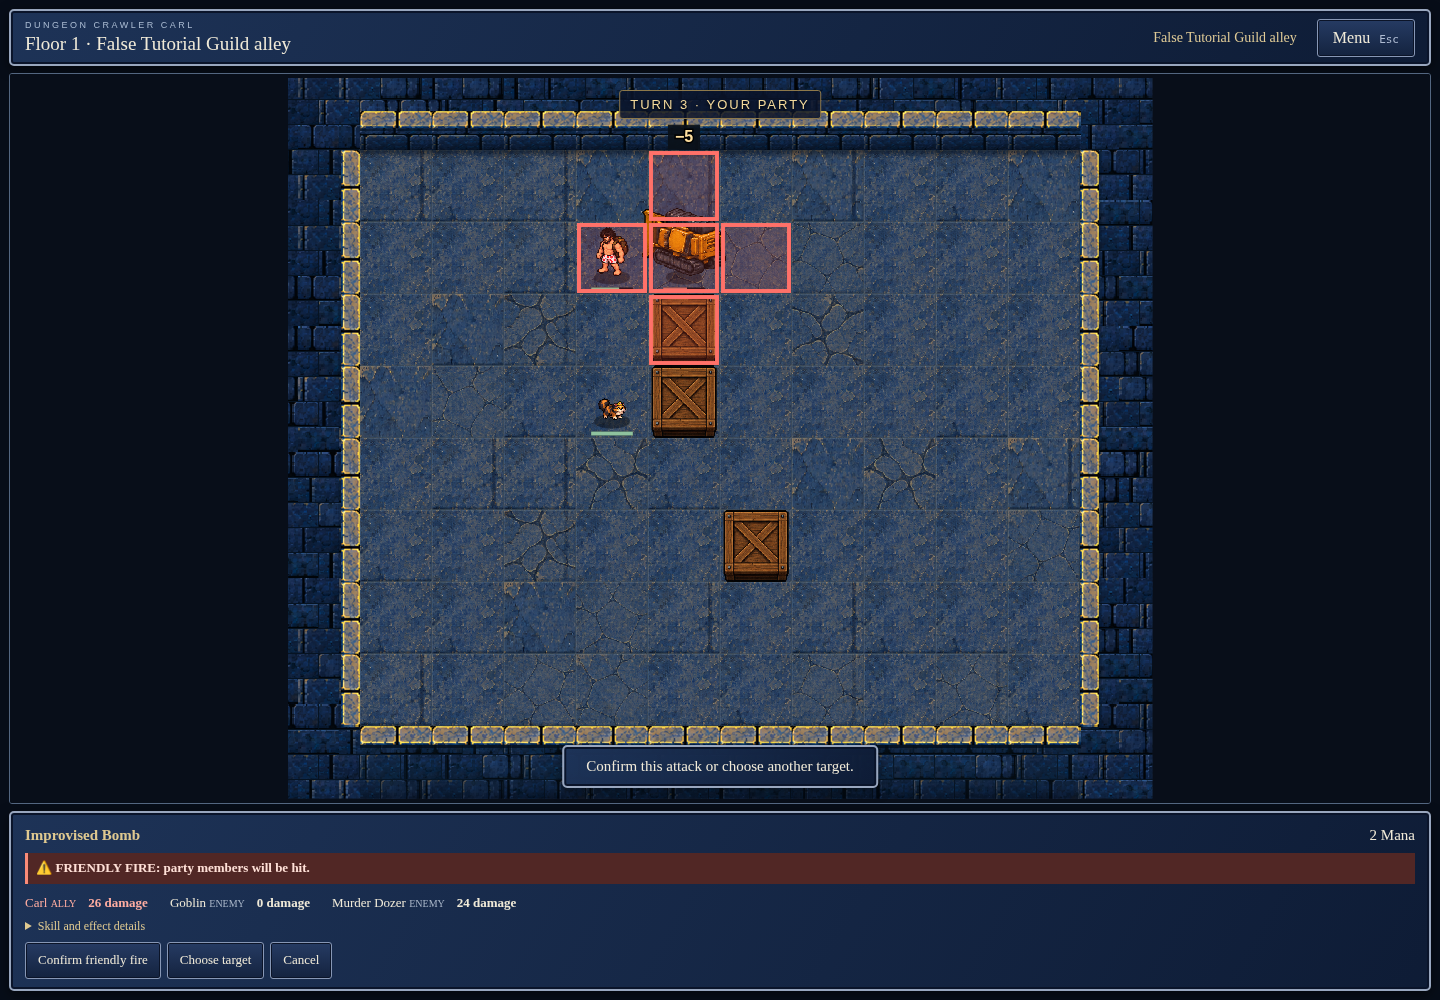 DUNGEON CRAWLER CARL
Floor 1 · False Tutorial Guild alley
False Tutorial Guild alley
Menu Esc
TURN 3 · YOUR PARTY
−5
Confirm this attack or choose another target.
Improvised Bomb
2 Mana
⚠️ FRIENDLY FIRE: party members will be hit.
Carl ALLY 26 damage Goblin ENEMY 0 damage Murder Dozer ENEMY 24 damage
▶ Skill and effect details
Confirm friendly fire
Choose target
Cancel